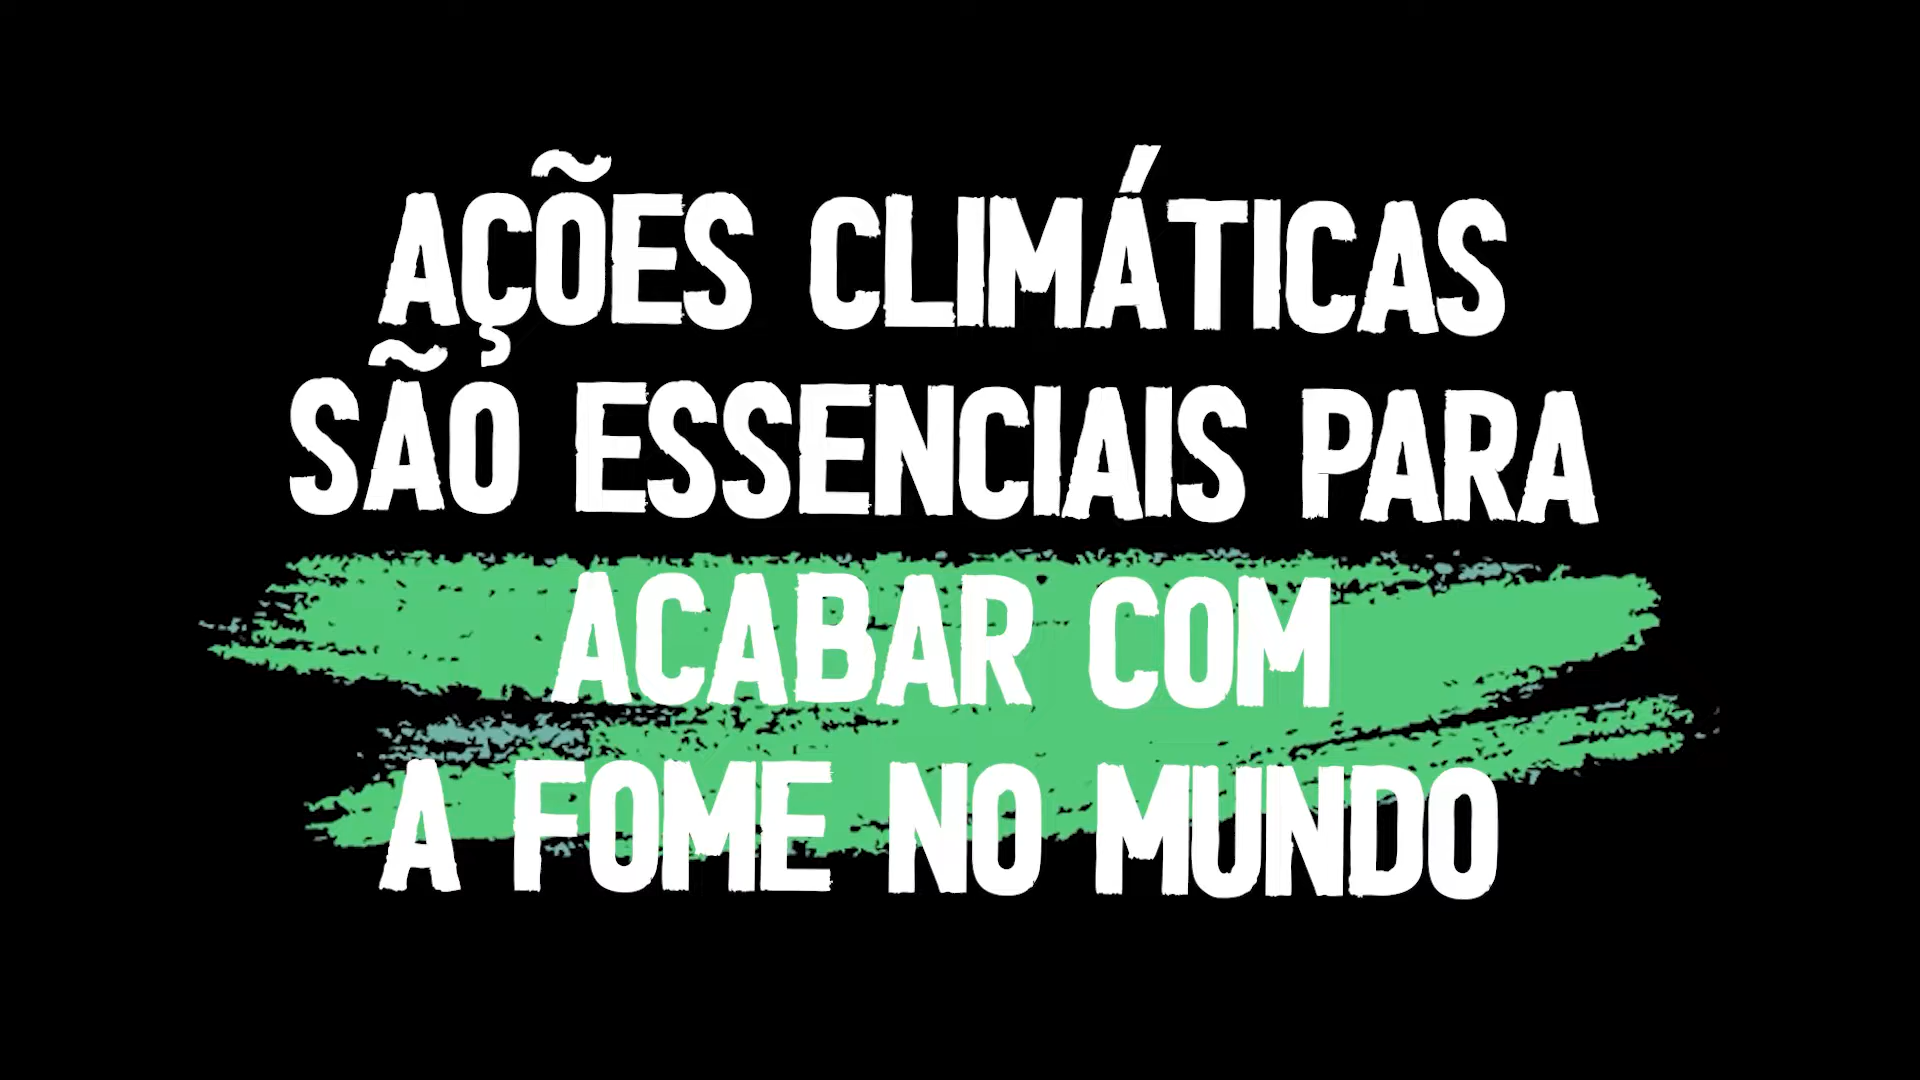 AÇÕES CLIMÁTICAS
SÃO ESSENCIAIS PARA
ACABAR COM
A FOME NO MUNDO